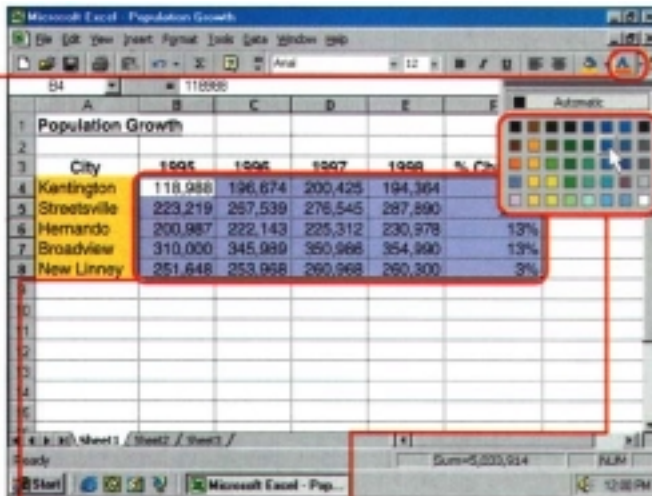 Microsoft Excel - Population Growth
File Edit View Insert Format Tools Data Window Help
Arial 12 B I U A
B4 = 118988
Automatic
A B C D E F
1 Population Growth
2
3 City 1995 1996 1997 1998
4 Kentington 118,988 196,674 200,425 194,364
5 Streetsville 223,219 267,539 276,545 287,890
6 Hernando 200,987 222,143 225,312 230,978 13%
7 Broadview 310,000 345,989 350,986 354,990 13%
8 New Linney 251,648 253,968 260,968 260,300 3%
9
10
11
12
13
14
15
Sheet1 / Sheet2 / Sheet3 /
Ready NUM
Start Microsoft Excel - Pop... 12:00 PM